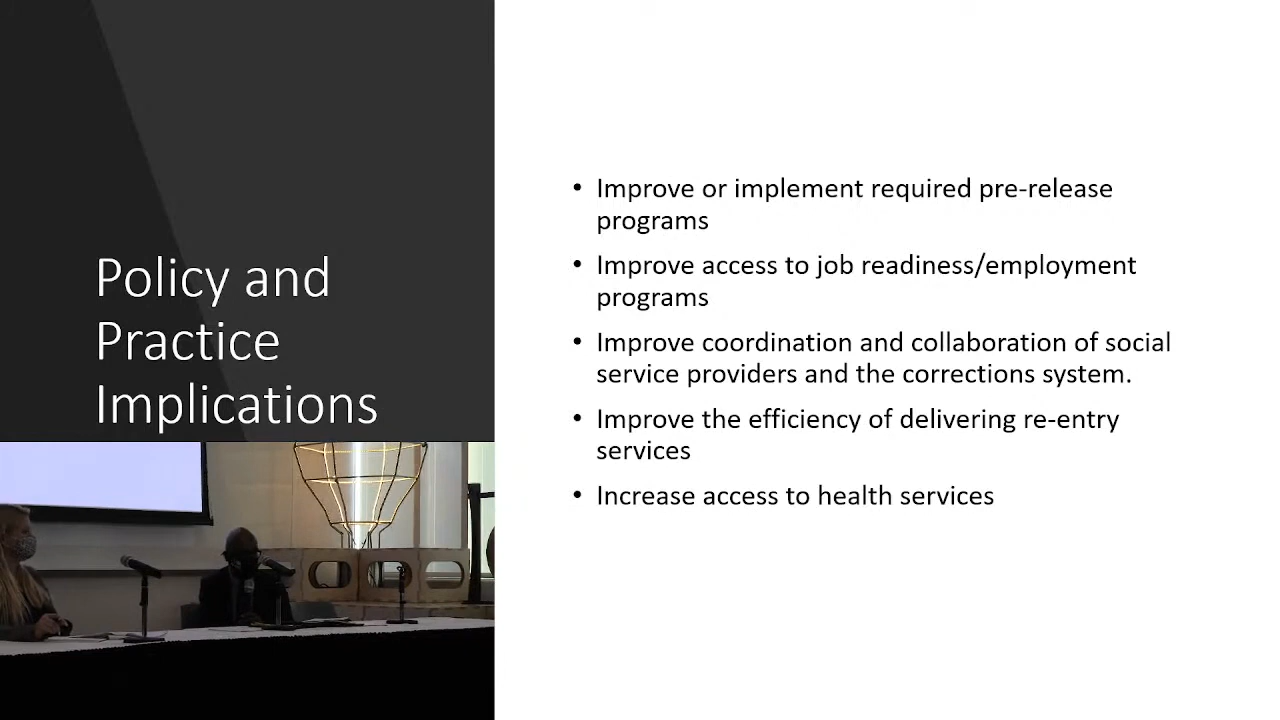 Policy and
Practice
Implications
• Improve or implement required pre-release
programs
• Improve access to job readiness/employment
programs
• Improve coordination and collaboration of social
service providers and the corrections system.
• Improve the efficiency of delivering re-entry
services
• Increase access to health services